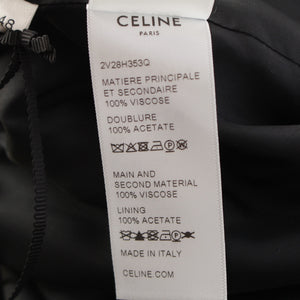 48
CELINE
PARIS
2V28H353Q
MATIERE PRINCIPALE
ET SECONDAIRE
100% VISCOSE
DOUBLURE
100% ACETATE
MAIN AND
SECOND MATERIAL
100% VISCOSE
LINING
100% ACETATE
MADE IN ITALY
CELINE.COM